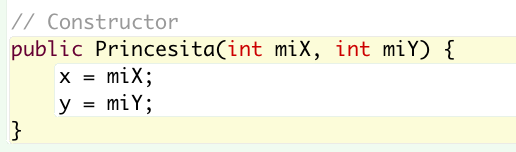 // Constructor
public Princesita(int miX, int miY) {
    x = miX;
    y = miY;
}